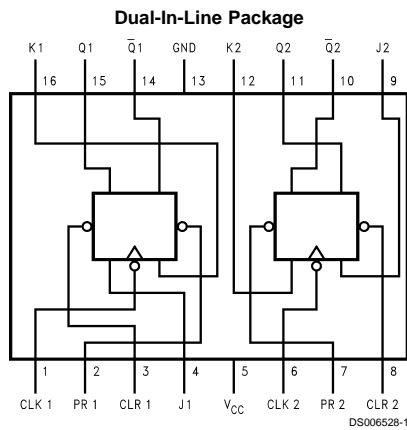 Dual-In-Line Package
K1 Q1 Q̅1 GND K2 Q2 Q̅2 J2
16 15 14 13 12 11 10 9
1 2 3 4 5 6 7 8
CLK 1 PR 1 CLR 1 J1 VCC CLK 2 PR 2 CLR 2
DS006528-1